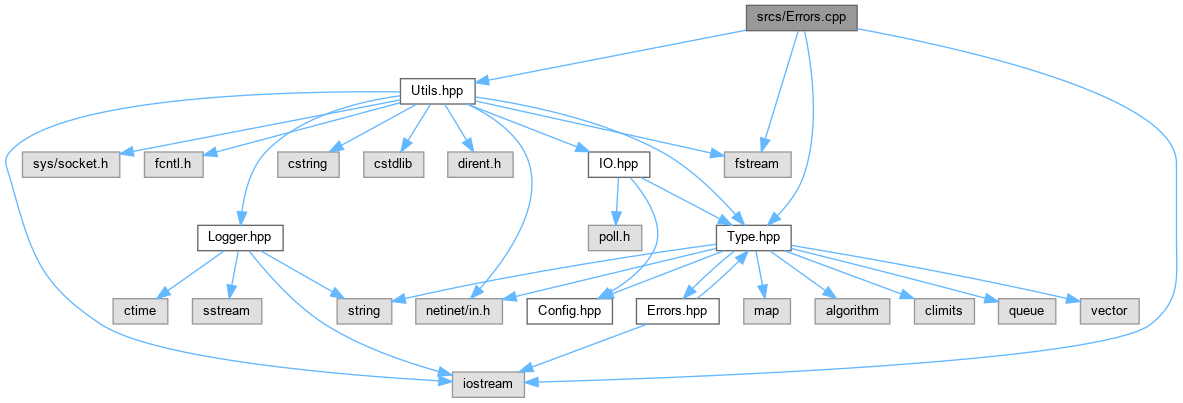 srcs/Errors.cpp
Utils.hpp
sys/socket.h
fcntl.h
cstring
cstdlib
dirent.h
IO.hpp
fstream
Logger.hpp
poll.h
Type.hpp
ctime
sstream
string
netinet/in.h
Config.hpp
Errors.hpp
map
algorithm
climits
queue
vector
iostream